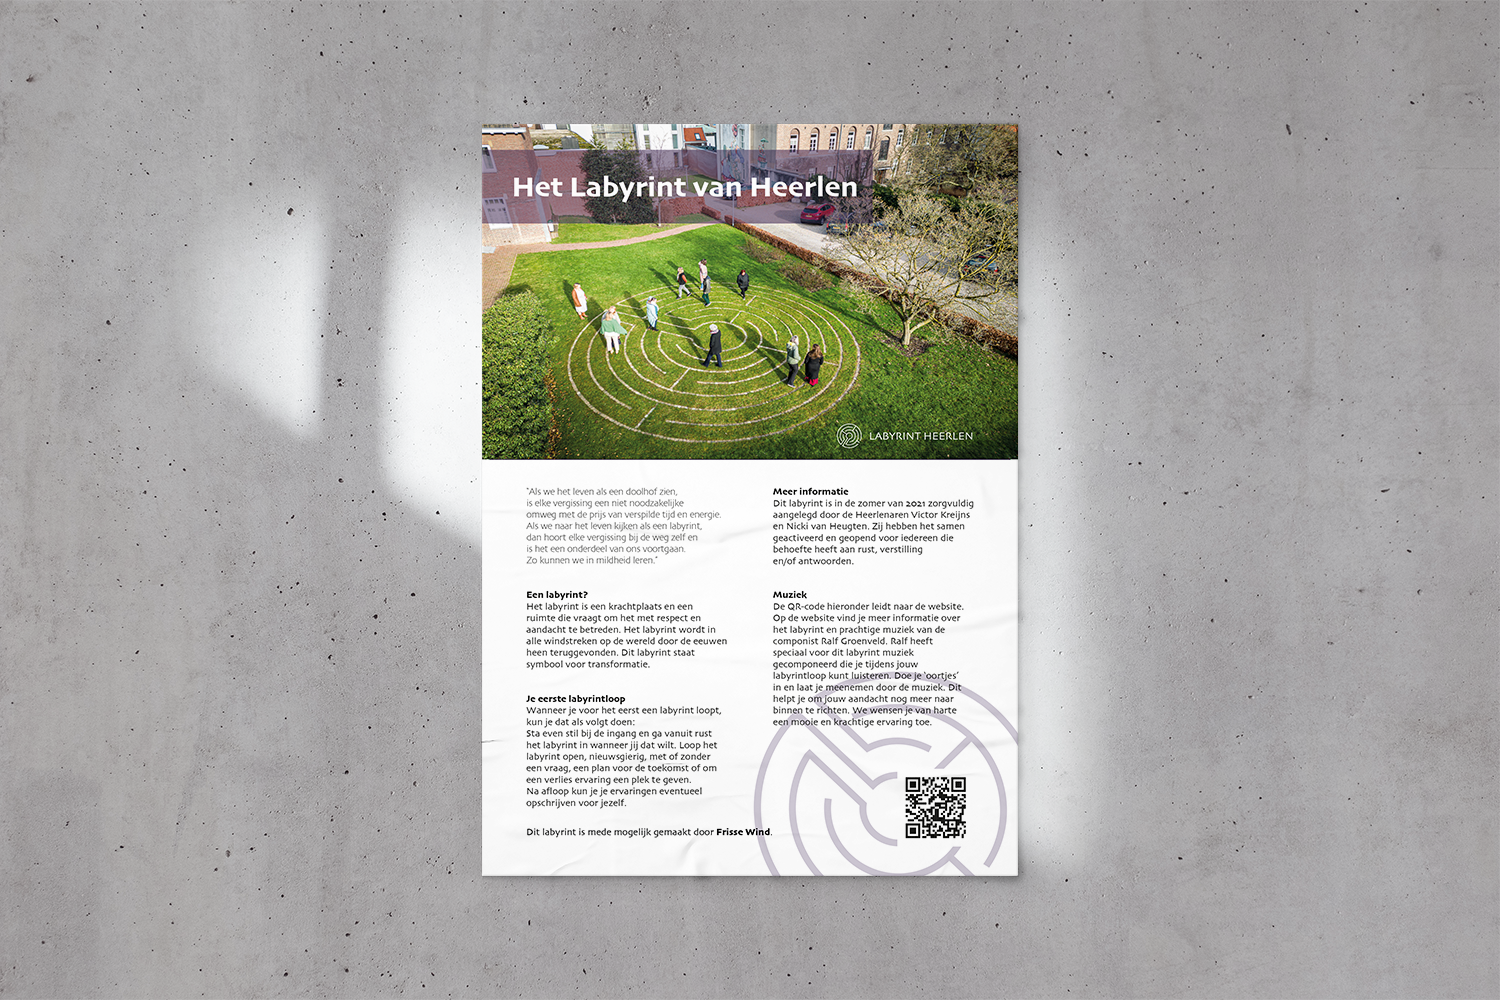 Het Labyrint van Heerlen
LABYRINT HEERLEN
"Als we het leven als een doolhof zien,
is elke vergissing een niet noodzakelijke
omweg met de prijs van verspilde tijd en energie.
Als we naar het leven kijken als een labyrint,
dan hoort elke vergissing bij de weg zelf en
is het een onderdeel van ons voortgaan.
Zo kunnen we in mildheid leren."
Een labyrint?
Het labyrint is een krachtplaats en een
ruimte die vraagt om het met respect en
aandacht te betreden. Het labyrint wordt in
alle windstreken op de wereld door de eeuwen
heen teruggevonden. Dit labyrint staat
symbool voor transformatie.
Je eerste labyrintloop
Wanneer je voor het eerst een labyrint loopt,
kun je dat als volgt doen:
Sta even stil bij de ingang en ga vanuit rust
het labyrint in wanneer jij dat wilt. Loop het
labyrint open, nieuwsgierig, met of zonder
een vraag, een plan voor de toekomst of om
een verlies ervaring een plek te geven.
Na afloop kun je je ervaringen eventueel
opschrijven voor jezelf.
Dit labyrint is mede mogelijk gemaakt door Frisse Wind.
Meer informatie
Dit labyrint is in de zomer van 2021 zorgvuldig
aangelegd door de Heerlenaren Victor Kreijns
en Nicki van Heugten. Zij hebben het samen
geactiveerd en geopend voor iedereen die
behoefte heeft aan rust, verstilling
en/of antwoorden.
Muziek
De QR-code hieronder leidt naar de website.
Op de website vind je meer informatie over
het labyrint en prachtige muziek van de
componist Ralf Groenveld. Ralf heeft
speciaal voor dit labyrint muziek
gecomponeerd die je tijdens jouw
labyrintloop kunt luisteren. Doe je 'oortjes'
in en laat je meenemen door de muziek. Dit
helpt je om jouw aandacht nog meer naar
binnen te richten. We wensen je van harte
een mooie en krachtige ervaring toe.